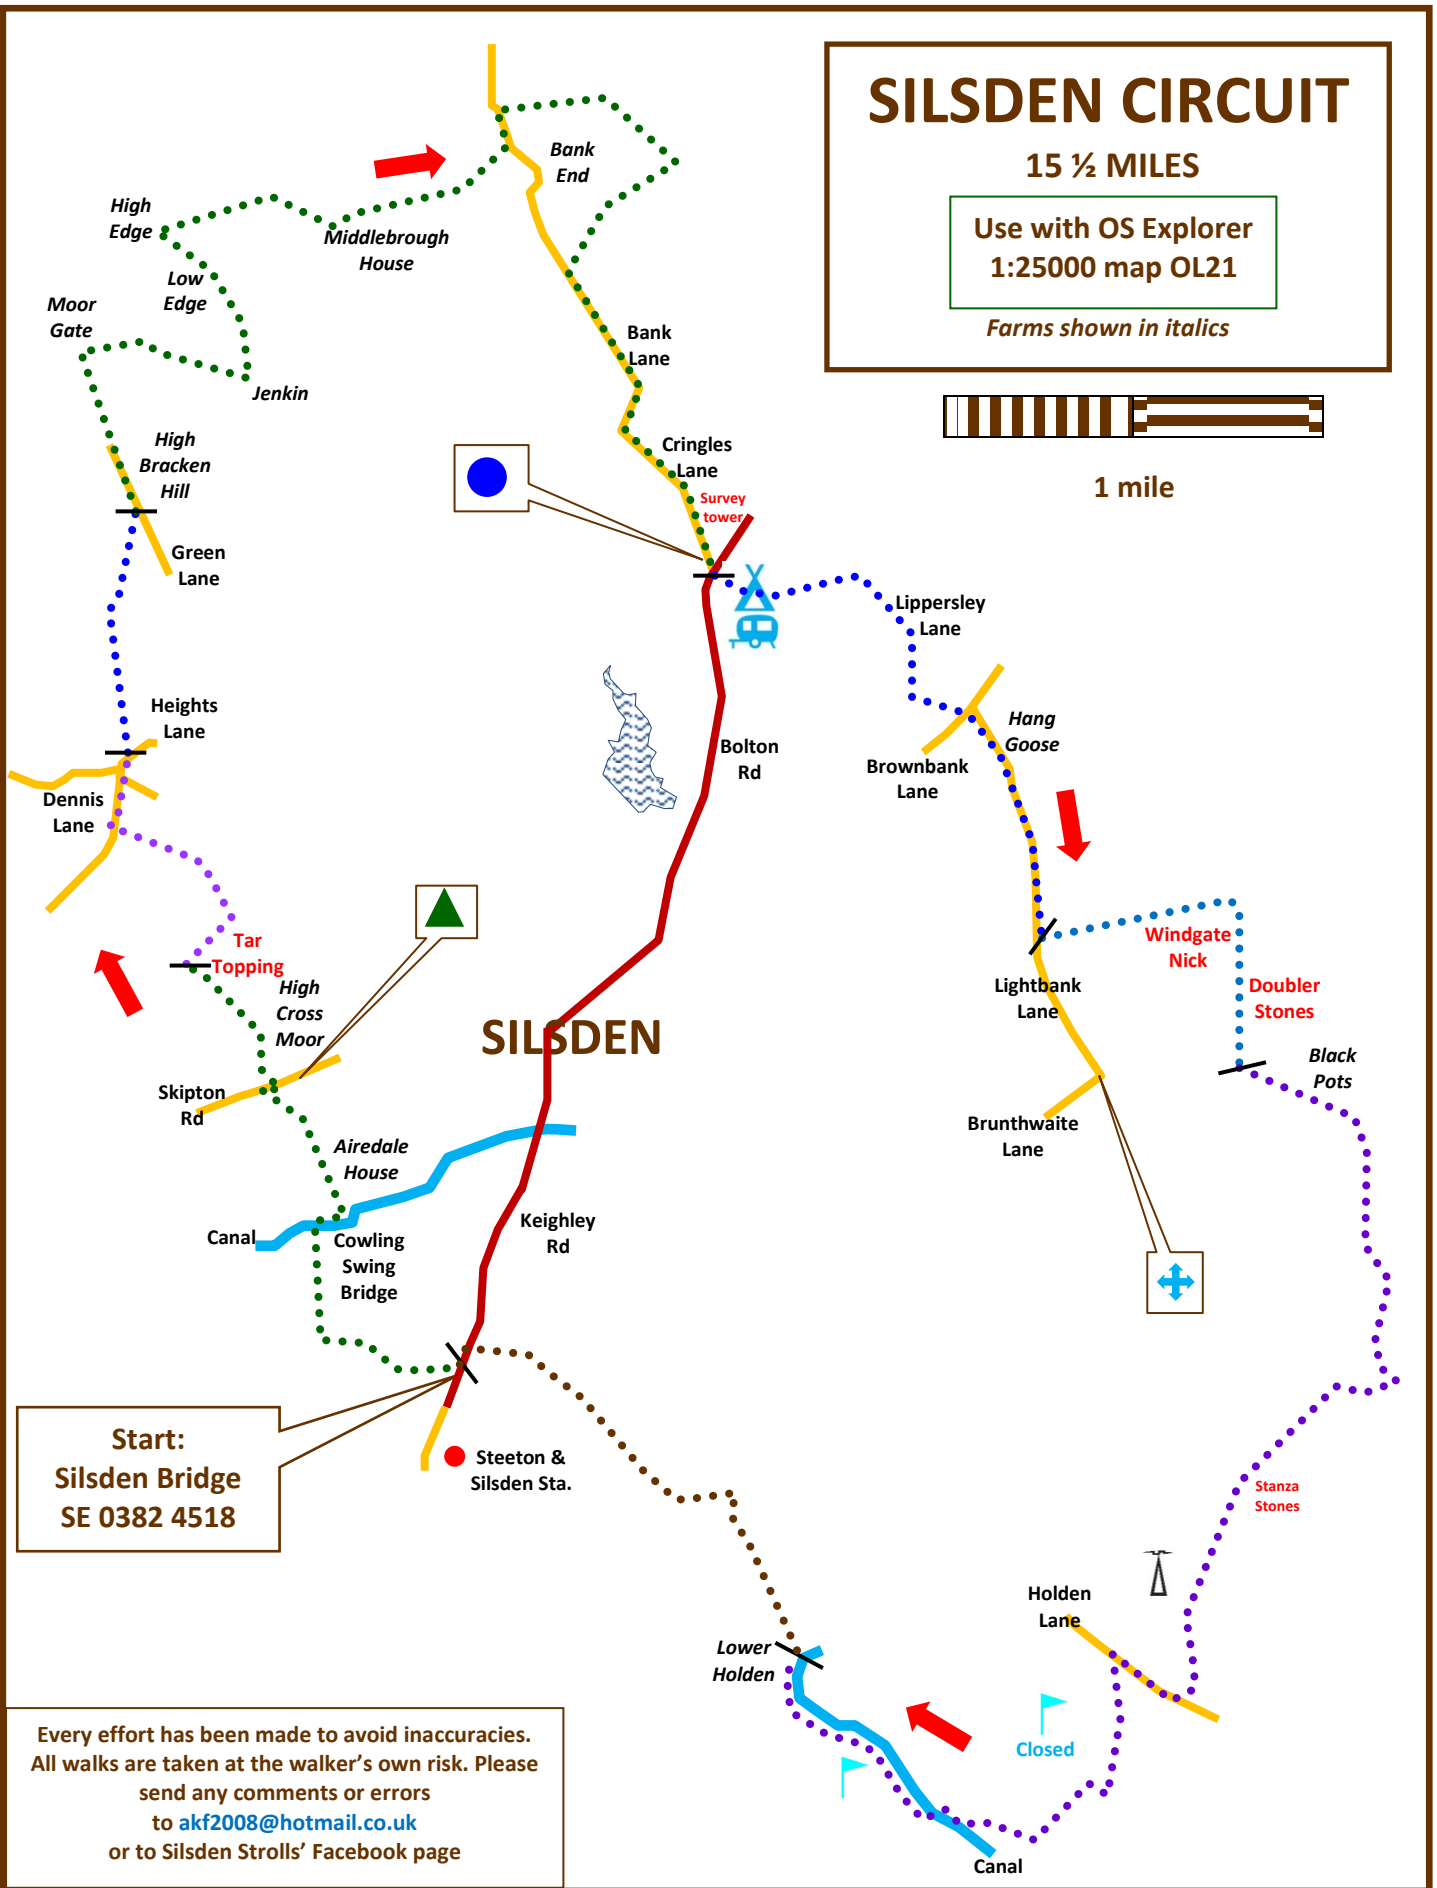 SILSDEN CIRCUIT
15 ½ MILES
Use with OS Explorer
1:25000 map OL21
Farms shown in italics
1 mile
Bank
End
High
Edge
Middlebrough
House
Low
Edge
Moor
Gate
Jenkin
Bank
Lane
High
Bracken
Hill
Cringles
Lane
Survey
tower
Green
Lane
Lippersley
Lane
Heights
Lane
Hang
Goose
Bolton
Rd
Brownbank
Lane
Dennis
Lane
Tar
Topping
Windgate
Nick
High
Cross
Moor
Lightbank
Lane
Doubler
Stones
SILSDEN
Black
Pots
Skipton
Rd
Brunthwaite
Lane
Airedale
House
Canal
Cowling
Swing
Bridge
Keighley
Rd
Start:
Silsden Bridge
SE 0382 4518
Steeton &
Silsden Sta.
Stanza
Stones
Holden
Lane
Lower
Holden
Closed
Canal
Every effort has been made to avoid inaccuracies.
All walks are taken at the walker’s own risk. Please
send any comments or errors
to akf2008@hotmail.co.uk
or to Silsden Strolls’ Facebook page